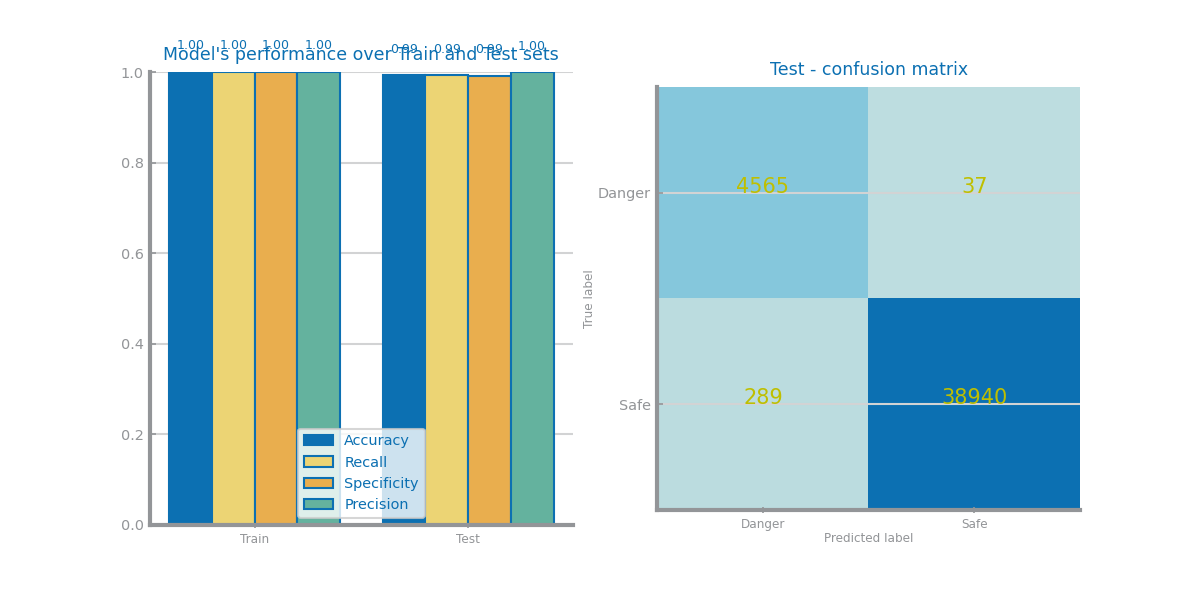 1.00 1.00 1.00 1.00 0.99 0.99 0.99 1.00
Model's performance over Train and Test sets
1.0
0.8
0.6
0.4
0.2
0.0
Accuracy
Recall
Specificity
Precision
Train Test
Test - confusion matrix
True label
Danger
4565 37
Safe
289 38940
Danger Safe
Predicted label